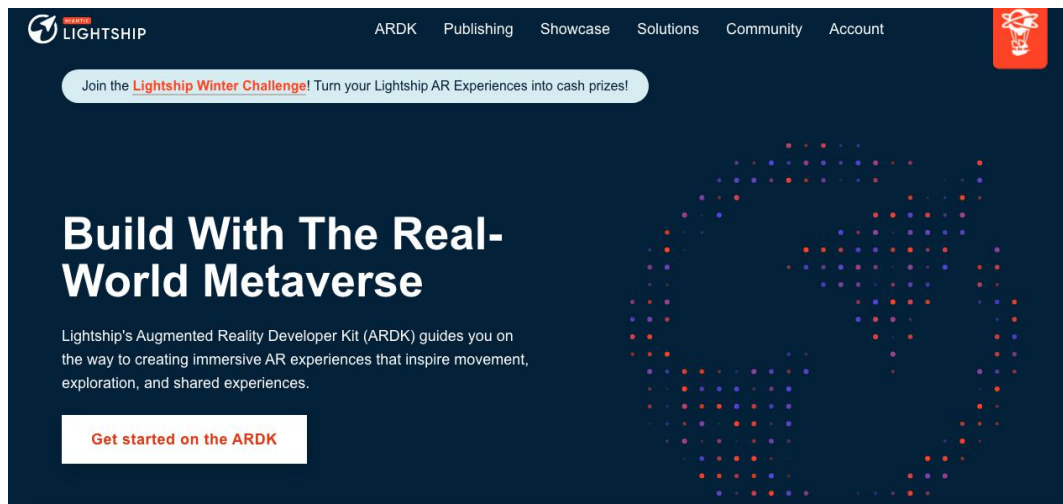 NIANTIC
LIGHTSHIP
ARDK Publishing Showcase Solutions Community Account
Join the Lightship Winter Challenge! Turn your Lightship AR Experiences into cash prizes!
Build With The Real-
World Metaverse
Lightship's Augmented Reality Developer Kit (ARDK) guides you on
the way to creating immersive AR experiences that inspire movement,
exploration, and shared experiences.
Get started on the ARDK